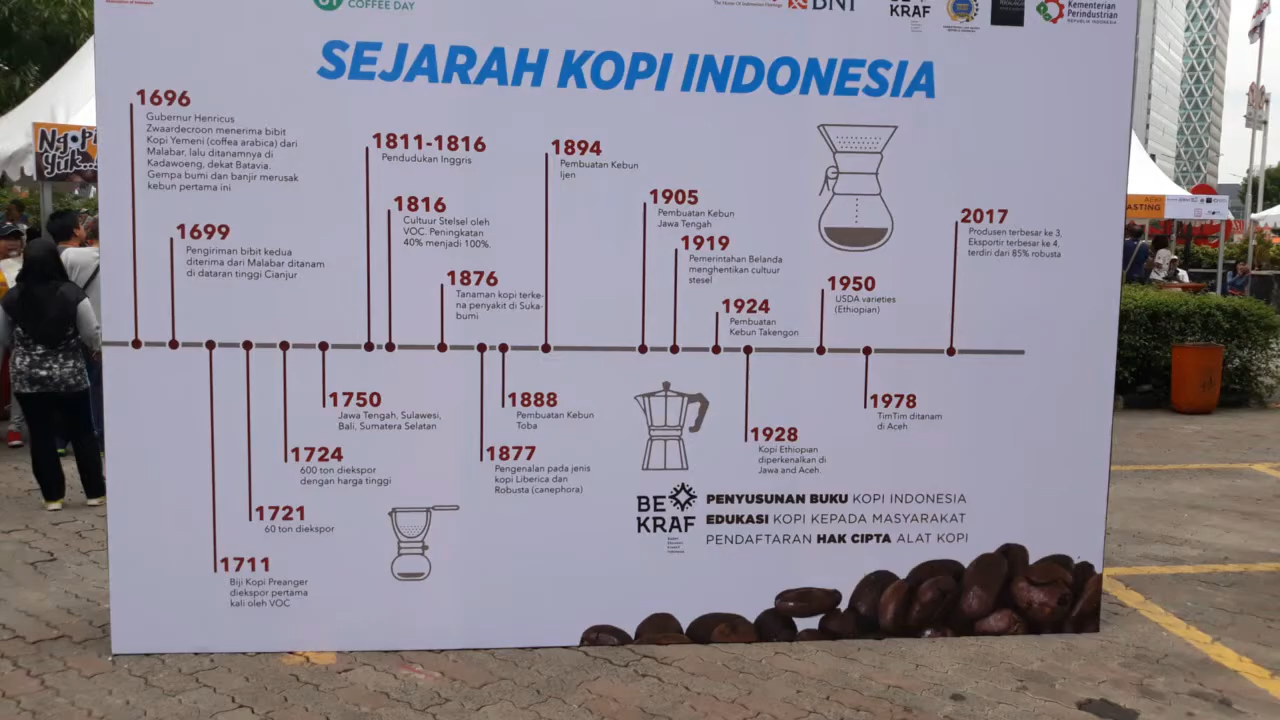 COFFEE DAY
BNI
BE
KRAF
Kementerian
Perindustrian
REPUBLIK INDONESIA
SEJARAH KOPI INDONESIA
Ngopi
Yuk...
1696
Gubernur Henricus
Zwaardecroon menerima bibit
Kopi Yemeni (coffea arabica) dari
Malabar, lalu ditanamnya di
Kadawoeng, dekat Batavia.
Gempa bumi dan banjir merusak
kebun pertama ini.
1699
Pengiriman bibit kedua
diterima dari Malabar ditanam
di dataran tinggi Cianjur
1811-1816
Pendudukan Inggris
1816
Cultuur Stelsel oleh
VOC. Peningkatan
40% menjadi 100%.
1876
Tanaman kopi terke-
na penyakit di Suka-
bumi
1894
Pembuatan Kebun
Ijen
1905
Pembuatan Kebun
Jawa Tengah
1919
Pemerintahan Belanda
menghentikan cultuur
stesel
1924
Pembuatan
Kebun Takengon
1950
USDA varieties
(Ethiopian)
2017
Produsen terbesar ke 3,
Eksportir terbesar ke 4,
terdiri dari 85% robusta
1711
Biji Kopi Preanger
diekspor pertama
kali oleh VOC
1721
60 ton diekspor
1724
600 ton diekspor
dengan harga tinggi
1750
Jawa Tengah, Sulawesi,
Bali, Sumatera Selatan
1877
Pengenalan pada jenis
kopi Liberica dan
Robusta (canephora)
1888
Pembuatan Kebun
Toba
1928
Kopi Ethiopian
diperkenalkan di
Jawa and Aceh.
1978
TimTim ditanam
di Aceh
BE
KRAF
PENYUSUNAN BUKU KOPI INDONESIA
EDUKASI KOPI KEPADA MASYARAKAT
PENDAFTARAN HAK CIPTA ALAT KOPI